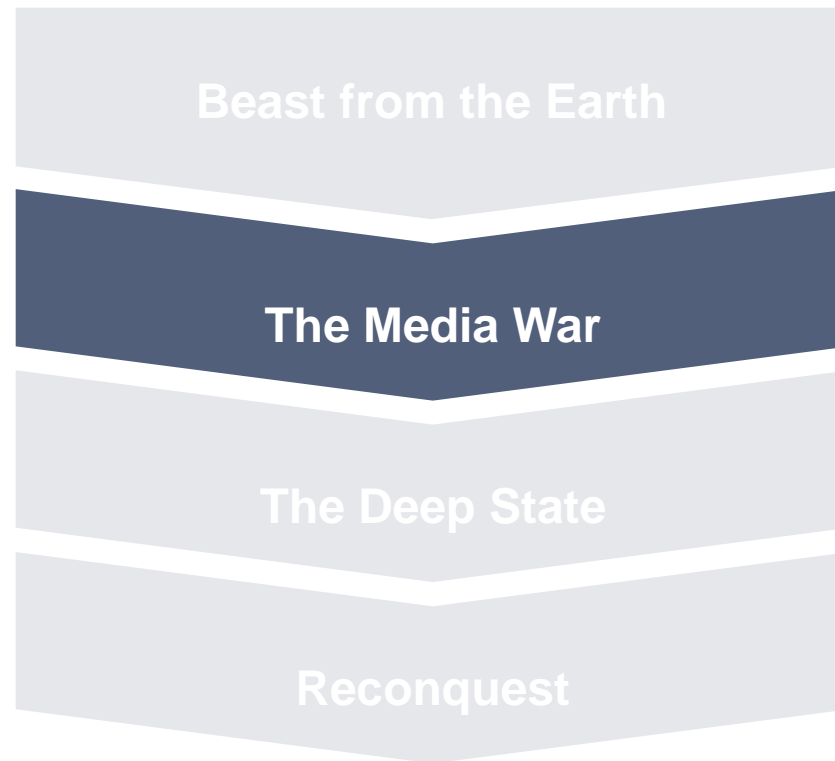 Beast from the Earth
The Media War
The Deep State
Reconquest